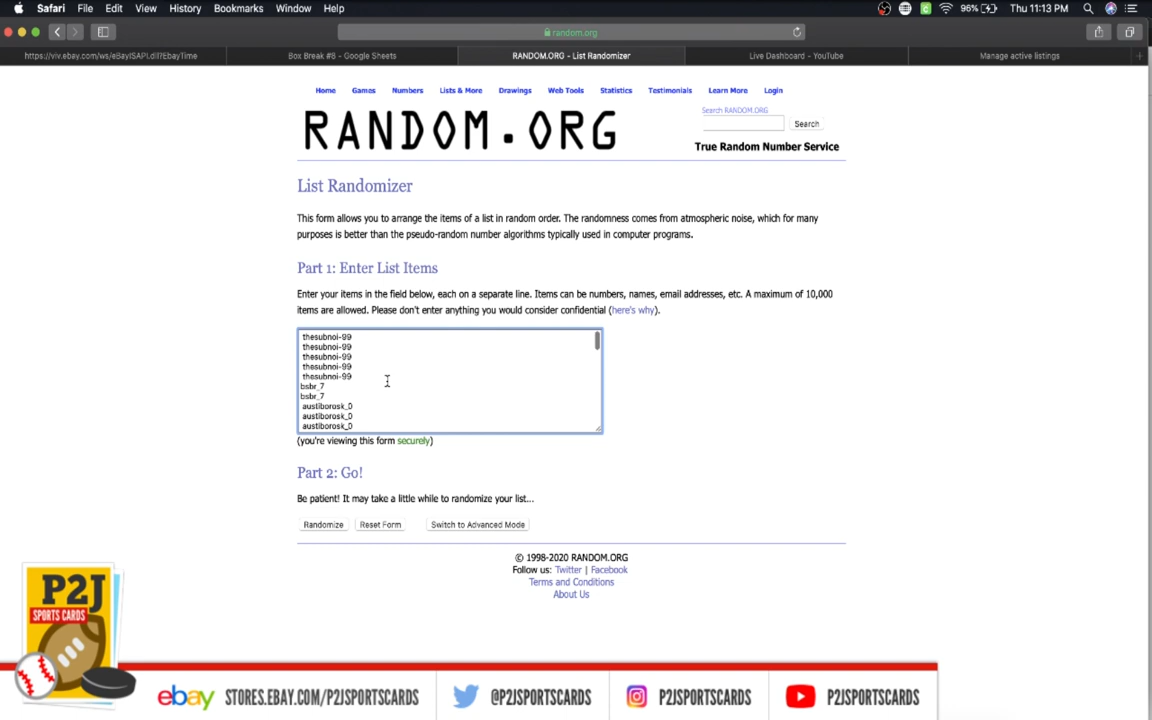 Safari File Edit View History Bookmarks Window Help 96% Thu 11:13 PM
random.org
https://viv.ebay.com/ws/eBayISAPI.dll?EbayTime Box Break #8 - Google Sheets RANDOM.ORG - List Randomizer Live Dashboard - YouTube Manage active listings
Home Games Numbers Lists & More Drawings Web Tools Statistics Testimonials Learn More Login
RANDOM.ORG
Search RANDOM.ORG
Search
True Random Number Service
List Randomizer
This form allows you to arrange the items of a list in random order. The randomness comes from atmospheric noise, which for many
purposes is better than the pseudo-random number algorithms typically used in computer programs.
Part 1: Enter List Items
Enter your items in the field below, each on a separate line. Items can be numbers, names, email addresses, etc. A maximum of 10,000
items are allowed. Please don't enter anything you would consider confidential (here's why).
thesubnoi-99
thesubnoi-99
thesubnoi-99
thesubnoi-99
thesubnoi-99
bsbr_7
bsbr_7
austiborosk_0
austiborosk_0
austiborosk_0
(you're viewing this form securely)
Part 2: Go!
Be patient! It may take a little while to randomize your list...
Randomize Reset Form Switch to Advanced Mode
© 1998-2020 RANDOM.ORG
Follow us: Twitter | Facebook
Terms and Conditions
About Us
P2J
SPORTS CARDS
ebay STORES.EBAY.COM/P2JSPORTSCARDS @P2JSPORTSCARDS P2JSPORTSCARDS P2JSPORTSCARDS